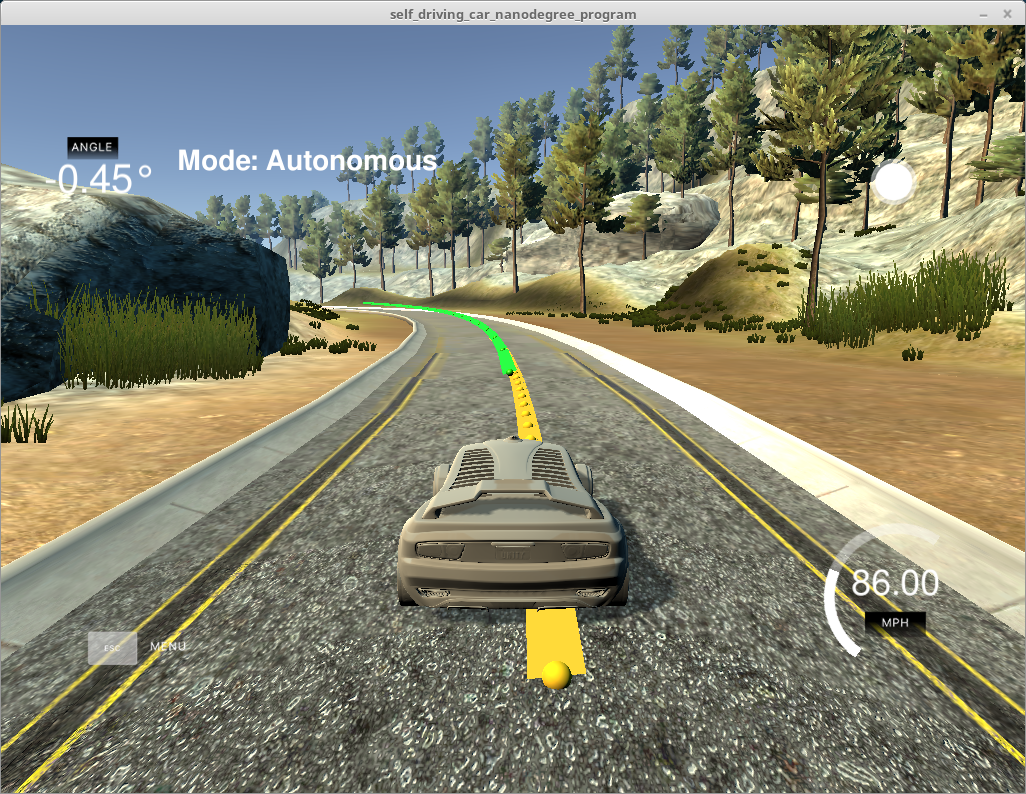 self_driving_car_nanodegree_program
ANGLE
-0.45°
Mode: Autonomous
86.00
MPH
ESC
MENU